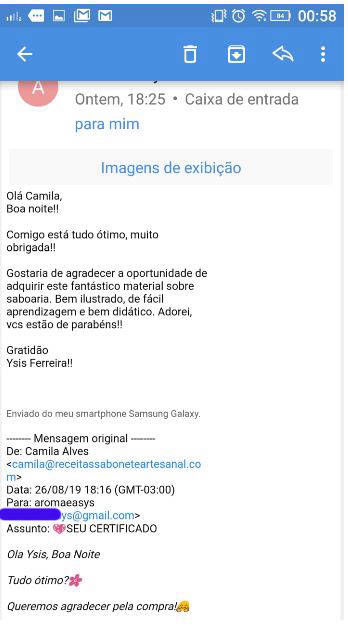 84 00:58
A
Ontem, 18:25 • Caixa de entrada
para mim
Imagens de exibição
Olá Camila,
Boa noite!!
Comigo está tudo ótimo, muito
obrigada!!
Gostaria de agradecer a oportunidade de
adquirir este fantástico material sobre
saboaria. Bem ilustrado, de fácil
aprendizagem e bem didático. Adorei,
vcs estão de parabéns!!
Gratidão
Ysis Ferreira!!
Enviado do meu smartphone Samsung Galaxy.
-------- Mensagem original --------
De: Camila Alves
<camila@receitassaboneteartesanal.co
m>
Data: 26/08/19 18:16 (GMT-03:00)
Para: aromaeasys
ys@gmail.com>
Assunto: 💖SEU CERTIFICADO
Ola Ysis, Boa Noite
Tudo ótimo?🌸
Queremos agradecer pela compra!👏